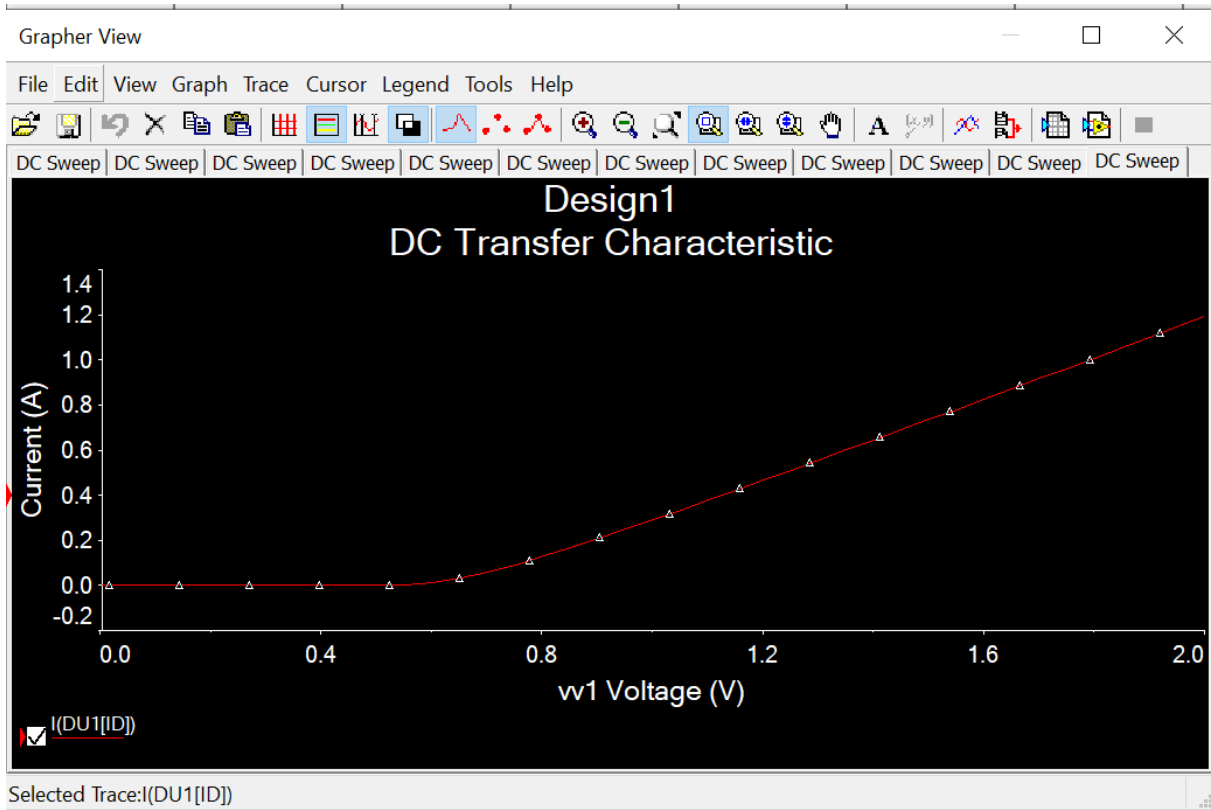 Grapher View
File Edit View Graph Trace Cursor Legend Tools Help
DC Sweep DC Sweep DC Sweep DC Sweep DC Sweep DC Sweep DC Sweep DC Sweep DC Sweep DC Sweep DC Sweep DC Sweep
Design1
DC Transfer Characteristic
Current (A)
1.4
1.2
1.0
0.8
0.6
0.4
0.2
0.0
-0.2
0.0 0.4 0.8 1.2 1.6 2.0
vv1 Voltage (V)
I(DU1[ID])
Selected Trace:I(DU1[ID])